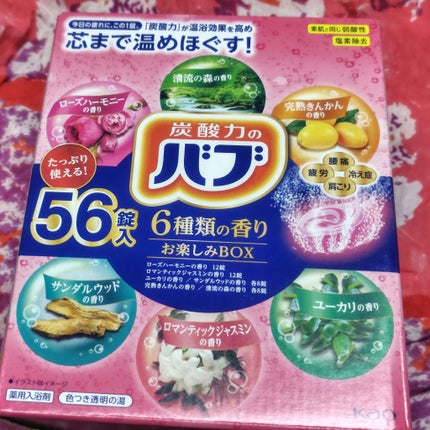 今日の疲れに、この1錠。「炭酸力」が温浴効果を高め
芯まで温めほぐす!
素肌と同じ弱酸性
塩素除去
清流の森の香り
ローズハーモニー
の香り
完熟きんかん
の香り
炭酸力の
バブ
たっぷり
使える!
腰痛
疲労
冷え症
肩こり
56錠入
6種類の香り
お楽しみBOX
ローズハーモニーの香り 12錠
ロマンティックジャスミンの香り 12錠
ユーカリの香り / サンダルウッドの香り 各8錠
完熟きんかんの香り / 清流の森の香り 各8錠
サンダルウッド
の香り
ユーカリの香り
ロマンティックジャスミン
の香り
●イラストはイメージ
薬用入浴剤
色つき透明の湯
Kao